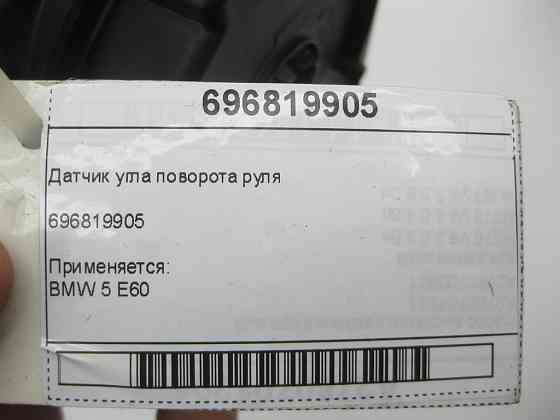 696819905
Датчик угла поворота руля
696819905
Применяется:
BMW 5 E60